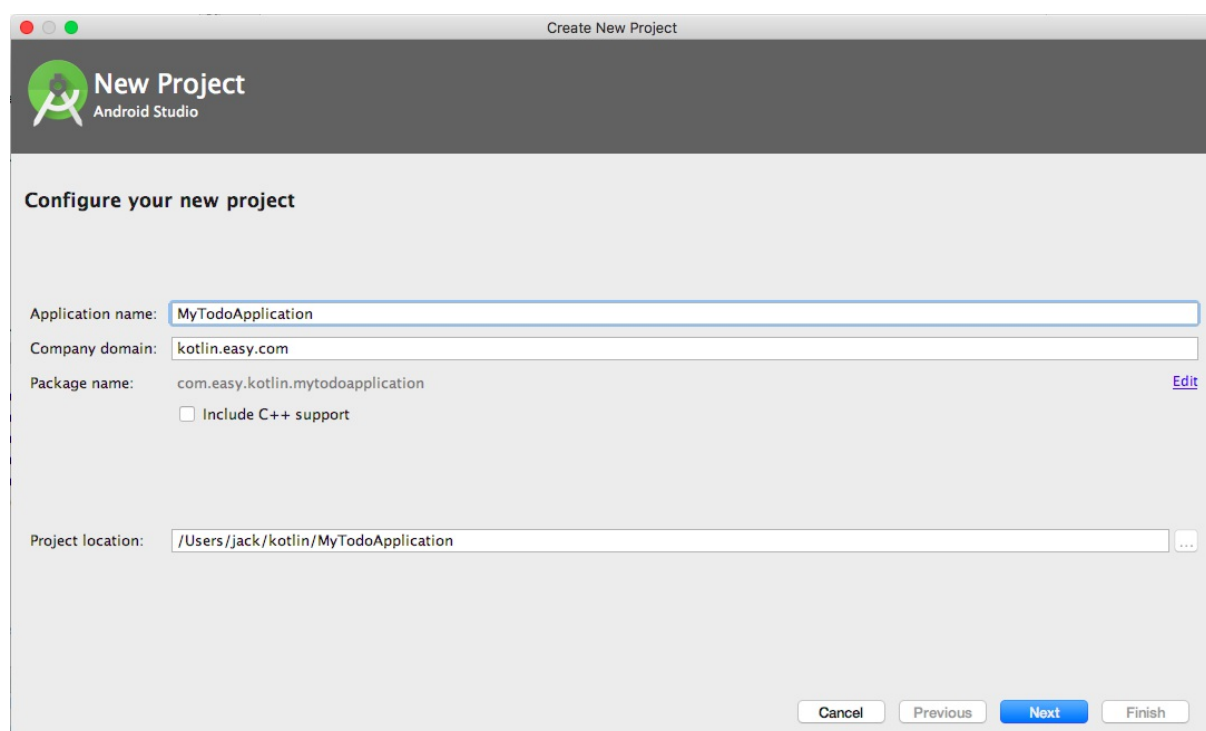 Create New Project
New Project
Android Studio
Configure your new project
Application name: MyTodoApplication
Company domain: kotlin.easy.com
Package name: com.easy.kotlin.mytodoapplication Edit
Include C++ support
Project location: /Users/jack/kotlin/MyTodoApplication ...
Cancel Previous Next Finish